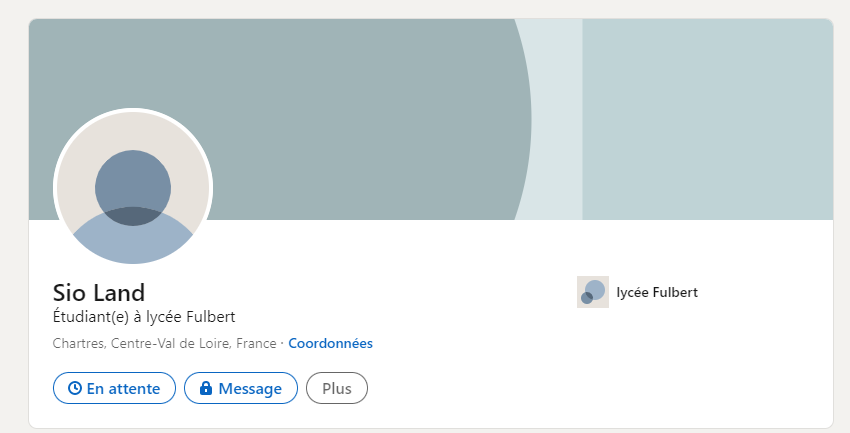 Sio Land
lycée Fulbert
Étudiant(e) à lycée Fulbert
Chartres, Centre-Val de Loire, France · Coordonnées
En attente
Message
Plus